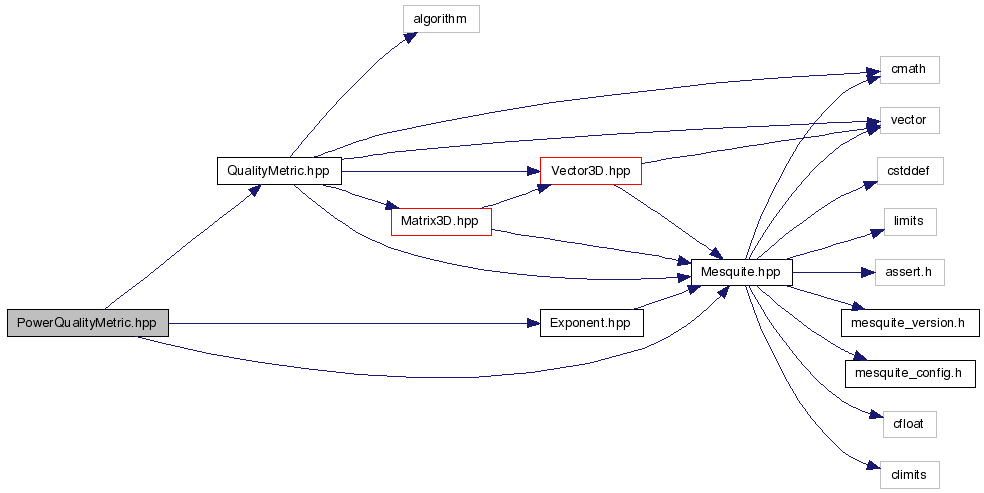 algorithm
cmath
vector
QualityMetric.hpp
Vector3D.hpp
cstddef
Matrix3D.hpp
limits
Mesquite.hpp
assert.h
PowerQualityMetric.hpp
Exponent.hpp
mesquite_version.h
mesquite_config.h
cfloat
climits